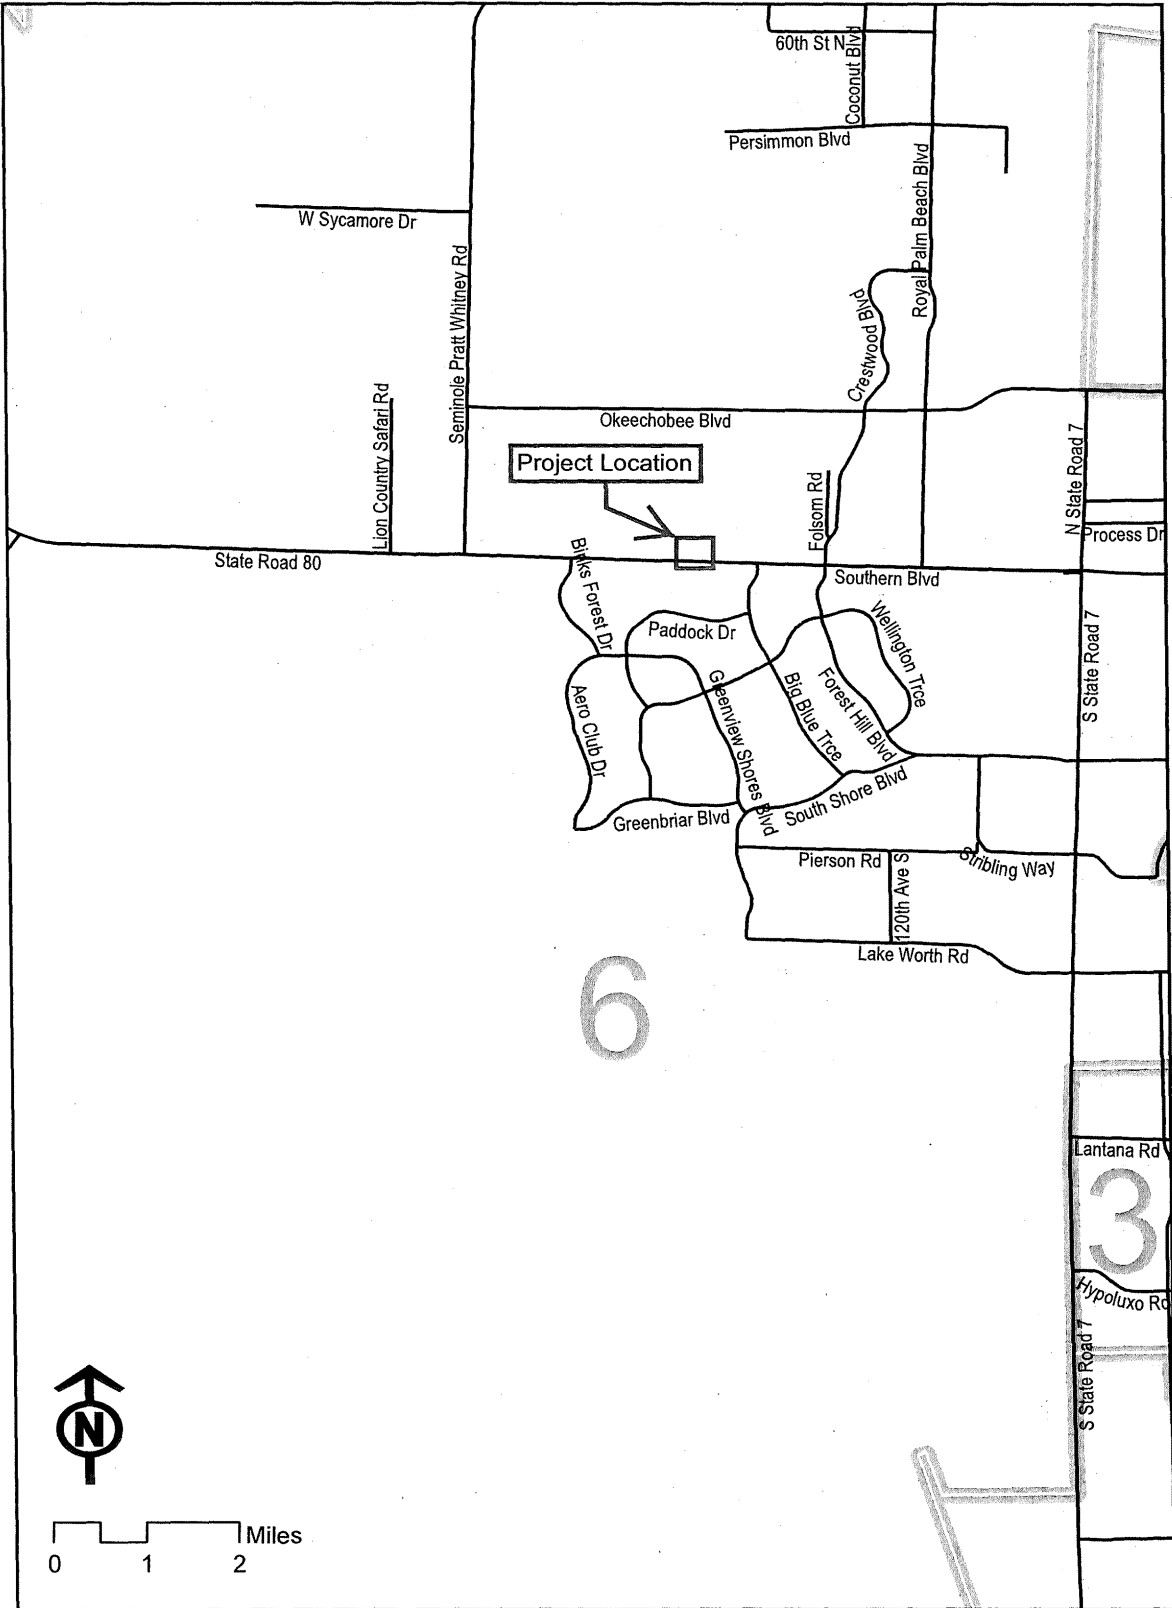 60th St N
Coconut Blvd
Persimmon Blvd
Royal Palm Beach Blvd
W Sycamore Dr
Seminole Pratt Whitney Rd
Crestwood Blvd
Lion Country Safari Rd
Okeechobee Blvd
Project Location
Folsom Rd
N State Road 7
Process Dr
State Road 80
Binks Forest Dr
Southern Blvd
Paddock Dr
Wellington Trce
S State Road 7
Aero Club Dr
Greenview Shores Blvd
Big Blue Trce
Forest Hill Blvd
South Shore Blvd
Greenbriar Blvd
Pierson Rd
120th Ave S
Stribling Way
Lake Worth Rd
6
Lantana Rd
3
Hypoluxo Rd
S State Road 7
N
Miles
0 1 2